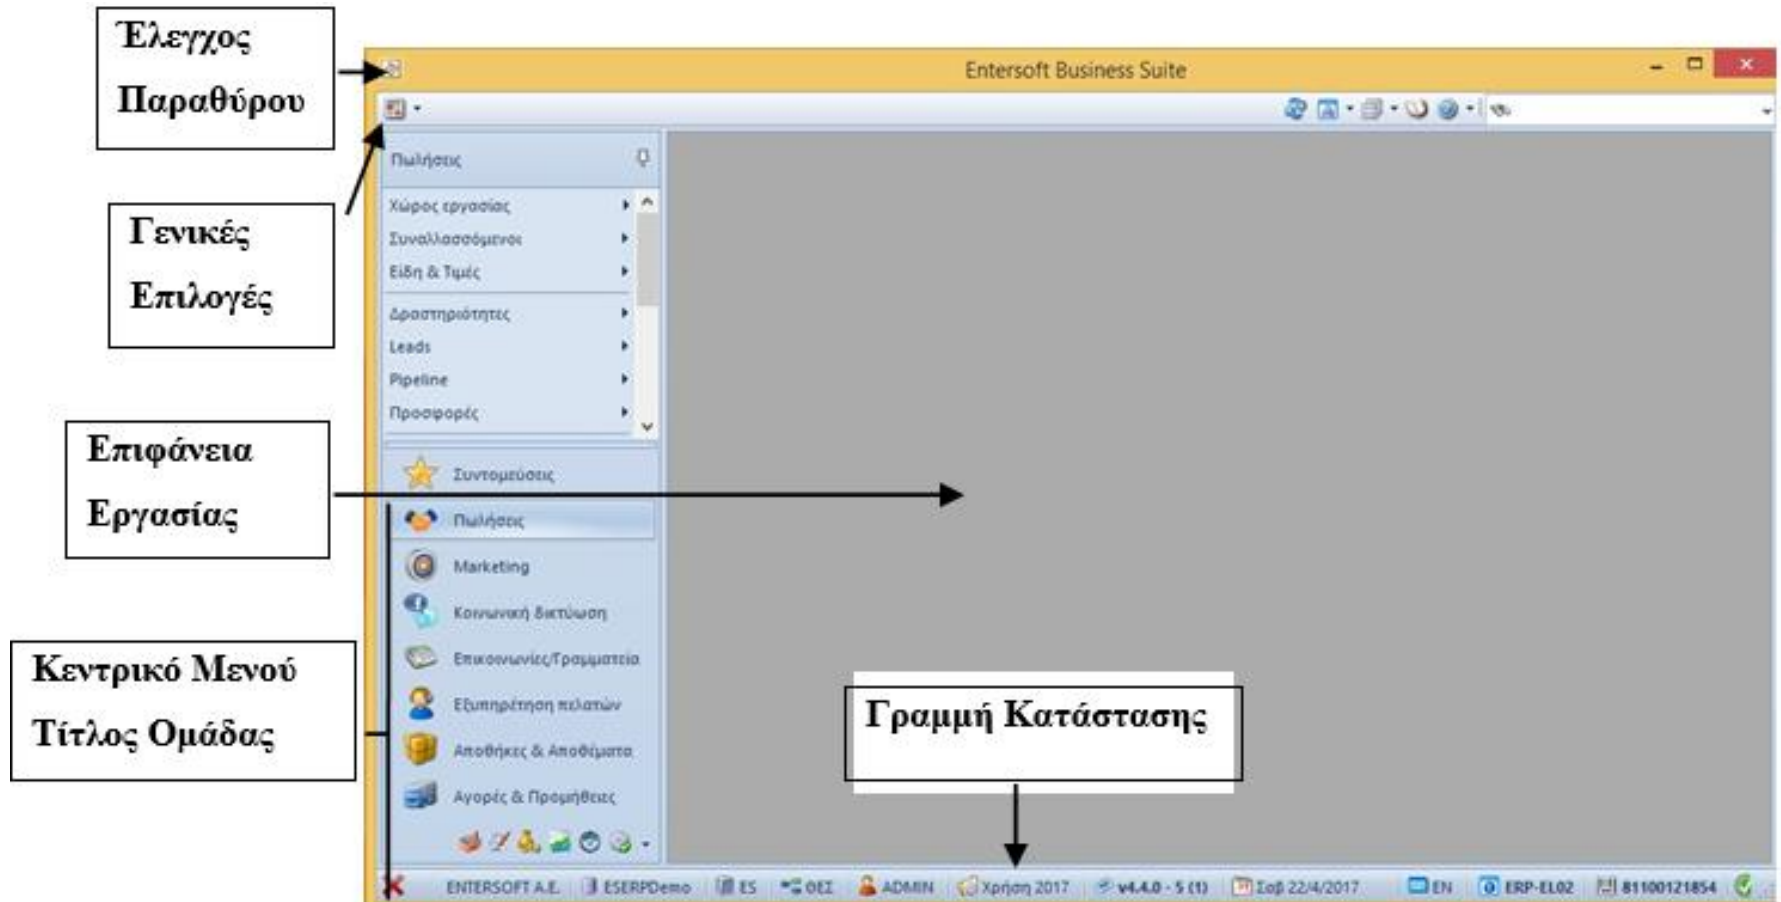 Έλεγχος
Παραθύρου
Entersoft Business Suite
Γενικές
Επιλογές
Πωλήσεις
Χώρος εργασίας
Συναλλασσόμενοι
Είδη & Τιμές
Δραστηριότητες
Leads
Pipeline
Προσφορές
Επιφάνεια
Εργασίας
Συντομεύσεις
Πωλήσεις
Marketing
Κοινωνική δικτύωση
Επικοινωνίες/Γραμματεία
Εξυπηρέτηση πελατών
Αποθήκες & Αποθέματα
Αγορές & Προμήθειες
Κεντρικό Μενού
Τίτλος Ομάδας
Γραμμή Κατάστασης
ENTERSOFT A.E. ESERPDemo ES ΘΕΣ ADMIN Χρήση 2017 v4.4.0 - 5 (1) Σαβ 22/4/2017 EN ERP-EL02 81100121854